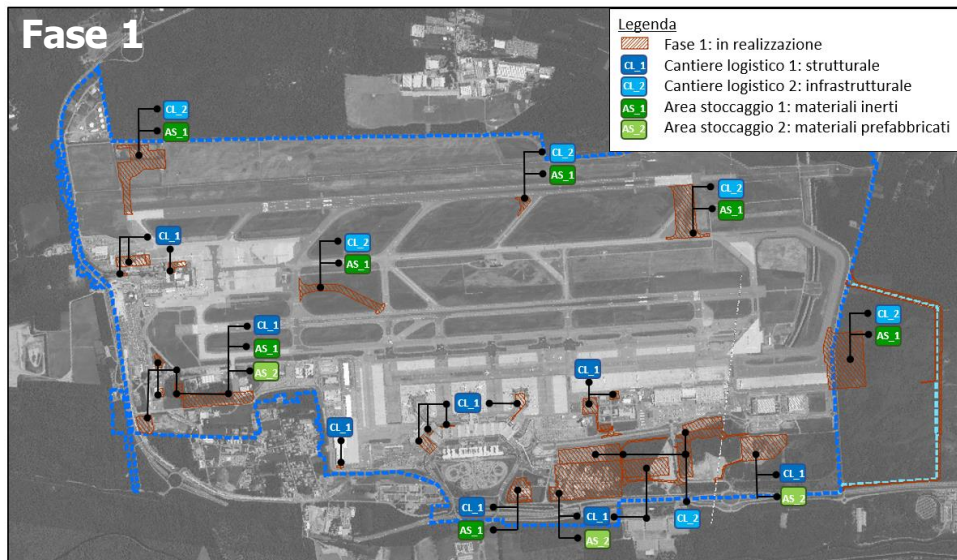 Fase 1
Legenda
Fase 1: in realizzazione
CL_1 Cantiere logistico 1: strutturale
CL_2 Cantiere logistico 2: infrastrutturale
AS_1 Area stoccaggio 1: materiali inerti
AS_2 Area stoccaggio 2: materiali prefabbricati
CL_2
AS_1
CL_2
AS_1
CL_2
AS_1
CL_1
CL_2
AS_1
CL_2
AS_1
CL_1
AS_1
AS_2
CL_1
CL_1
CL_1
CL_1
AS_2
CL_1
AS_1
CL_1
AS_2
CL_2